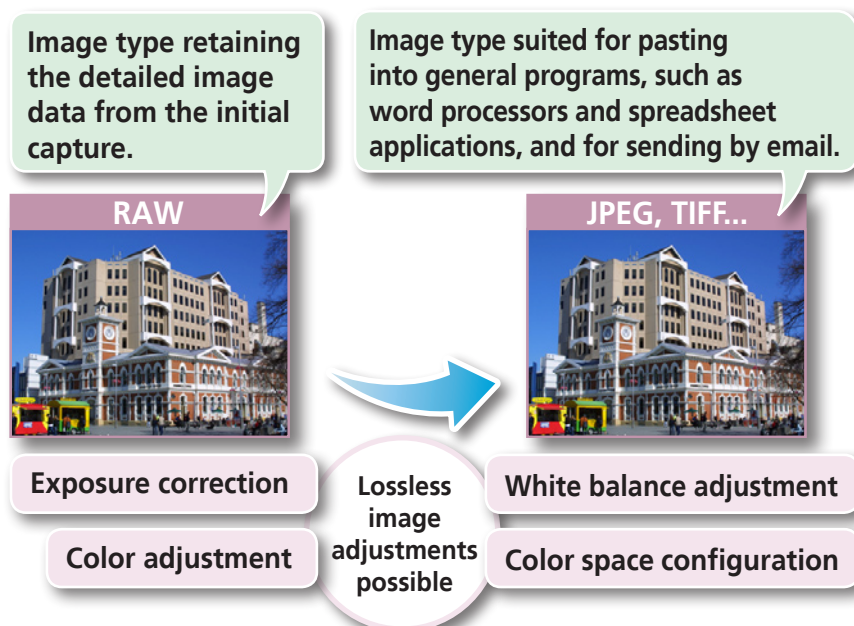 Image type retaining
the detailed image
data from the initial
capture.
Image type suited for pasting
into general programs, such as
word processors and spreadsheet
applications, and for sending by email.
RAW
JPEG, TIFF...
Exposure correction
Color adjustment
Lossless
image
adjustments
possible
White balance adjustment
Color space configuration